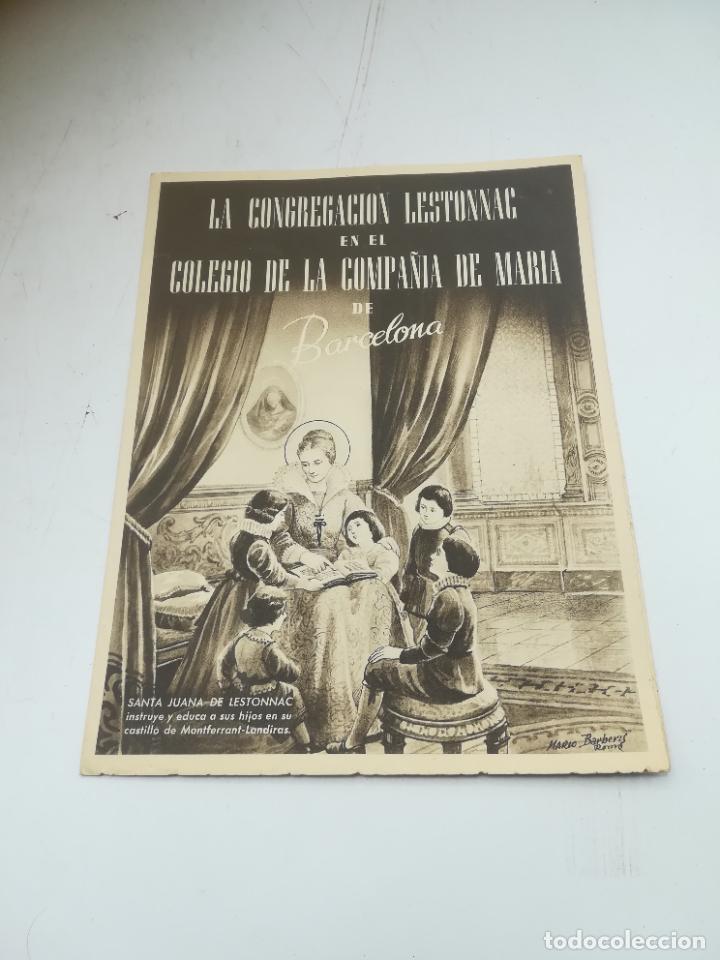 LA CONGREGACION LESTONNAC
EN EL
COLEGIO DE LA COMPAÑIA DE MARIA
DE
Barcelona
SANTA JUANA DE LESTONNAC
instruye y educa a sus hijos en su
castillo de Montferrant-Landiras.
MARIO Barberis
Roma
todocoleccion